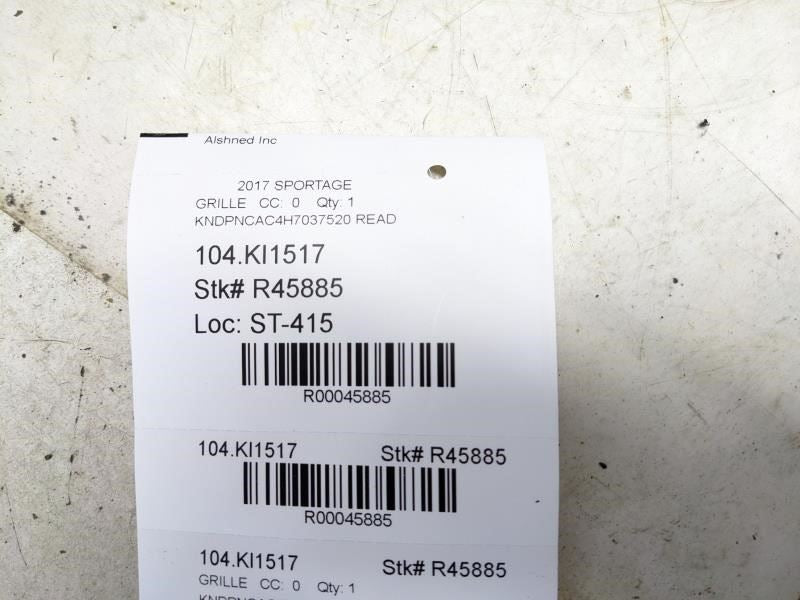 Alshned Inc
2017 SPORTAGE
GRILLE CC: 0 Qty: 1
KNDPNCAC4H7037520 READ
104.KI1517
Stk# R45885
Loc: ST-415
R00045885
104.KI1517 Stk# R45885
R00045885
104.KI1517 Stk# R45885
GRILLE CC: 0 Qty: 1